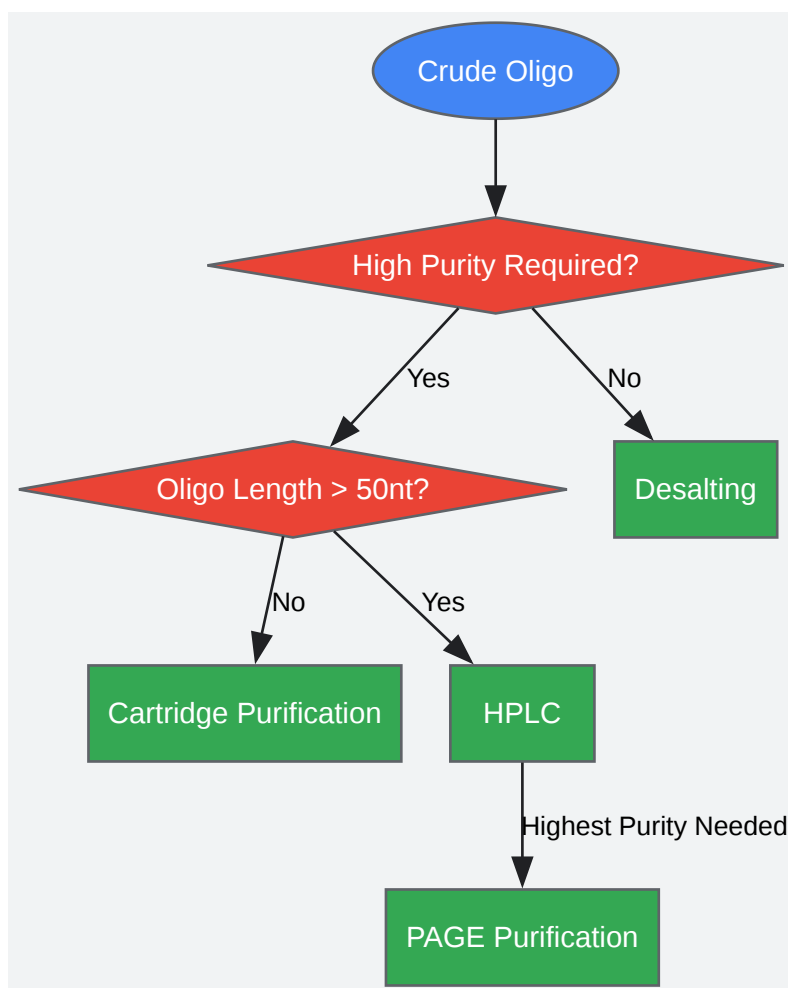 Crude Oligo
High Purity Required?
Yes
No
Oligo Length > 50nt?
Desalting
No
Yes
Cartridge Purification
HPLC
Highest Purity Needed
PAGE Purification